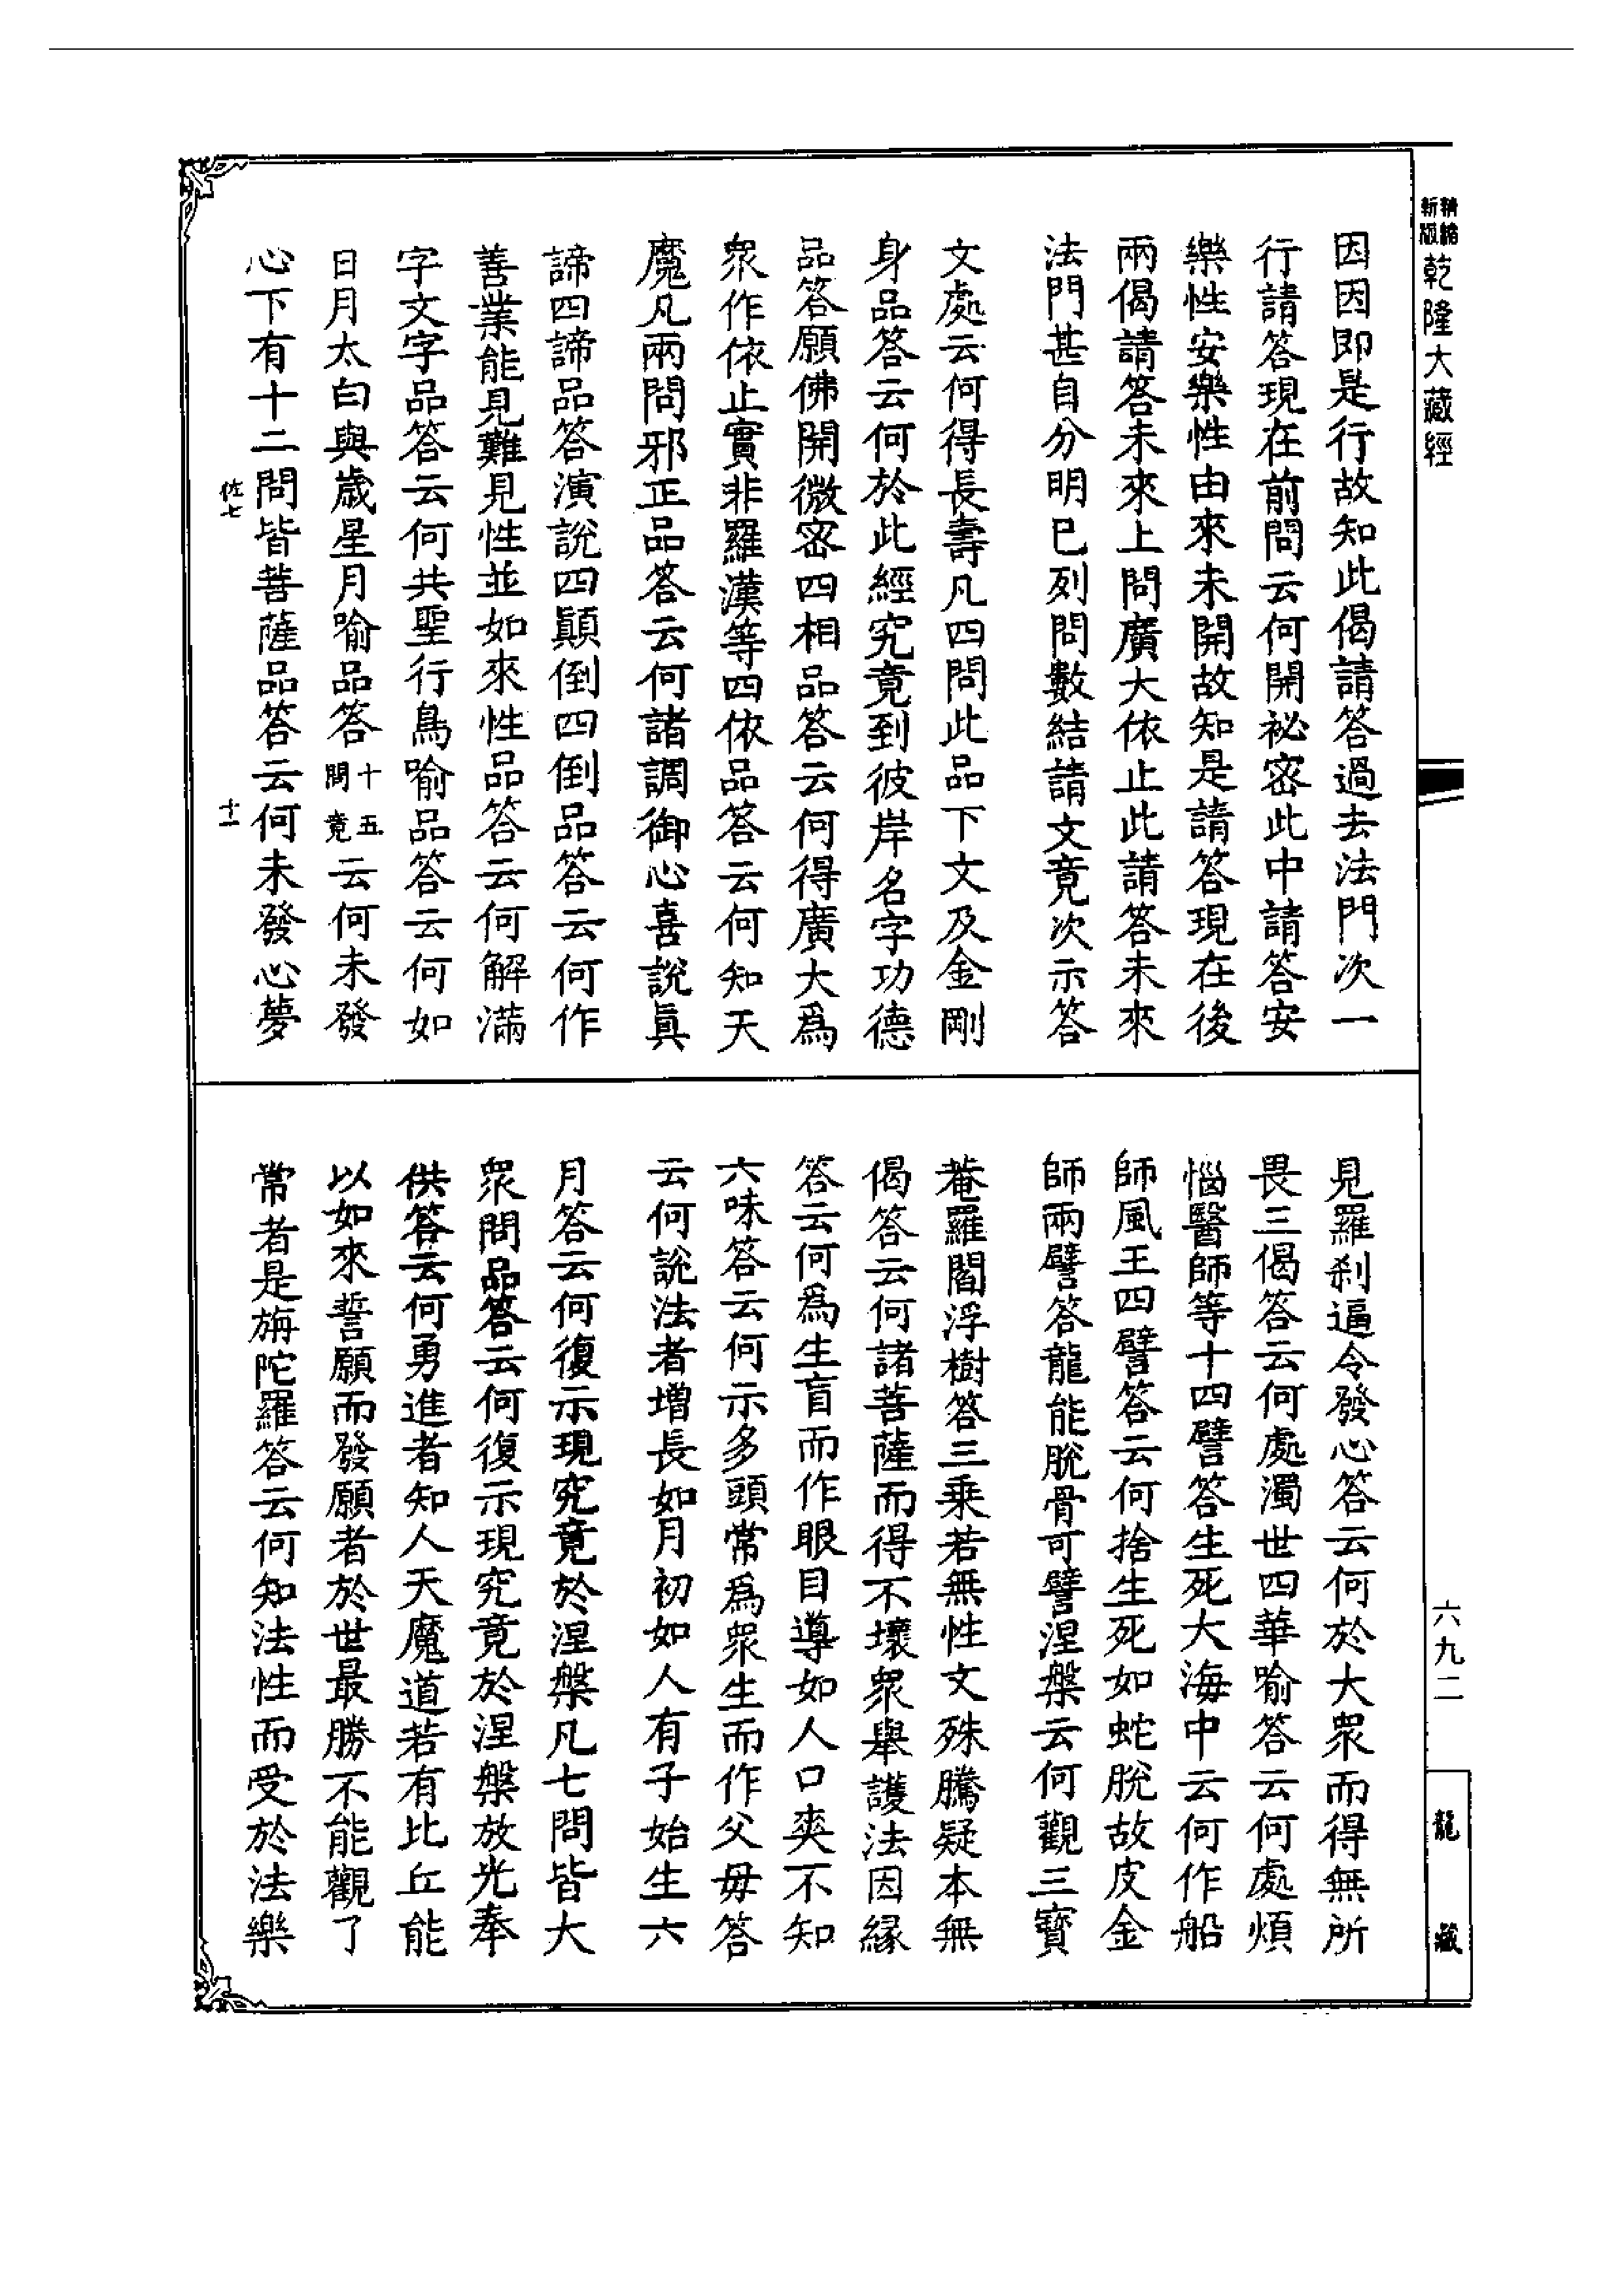 精縮
新版
乾隆大藏經
因因即是行故知此偈請答過去法門次一
行請答現在前問云何開祕密此中請答安
樂性安樂性由來未開故知是請答現在後
兩偈請答未來上問廣大依止此請答未來
法門甚自分明已列問數結請文竟次示答
文處云何得長壽凡四問此品下文及金剛
身品答云何於此經究竟到彼岸名字功德
品答願佛開微密四相品答云何得廣大為
眾作依止實非羅漢等四依品答云何知天
魔凡兩問邪正品答云何諸調御心喜說真
諦四諦品答演說四顛倒四倒品答云何作
善業能見難見性並如來性品答云何解滿
字文字品答云何共聖行鳥喻品答云何如
日月太白與歲星月喻品答十五問竟云何未發
心下有十二問皆菩薩品答云何未發心夢
佐七
十一
見羅剎逼令發心答云何於大眾而得無所
畏三偈答云何處濁世四華喻答云何處煩
惱醫師等十四譬答生死大海中云何作船
師風王四譬答云何捨生死如蛇脫故皮金
師兩譬答龍能脫骨可譬涅槃云何觀三寶
菴羅閻浮樹答三乘若無性文殊騰疑本無
偈答云何諸菩薩而得不壞眾舉護法因緣
答云何為生盲而作眼目導如人口爽不知
六味答云何示多頭常為眾生而作父毋答
云何說法者增長如月初如人有子始生六
月答云何復示現究竟於涅槃凡七問皆大
眾問品答云何復示現究竟於涅槃放光奉
供答云何勇進者知人天魔道若有比丘能
以如來誓願而發願者於世最勝不能觀了
常者是旃陀羅答云何知法性而受於法樂
六九二
龍藏